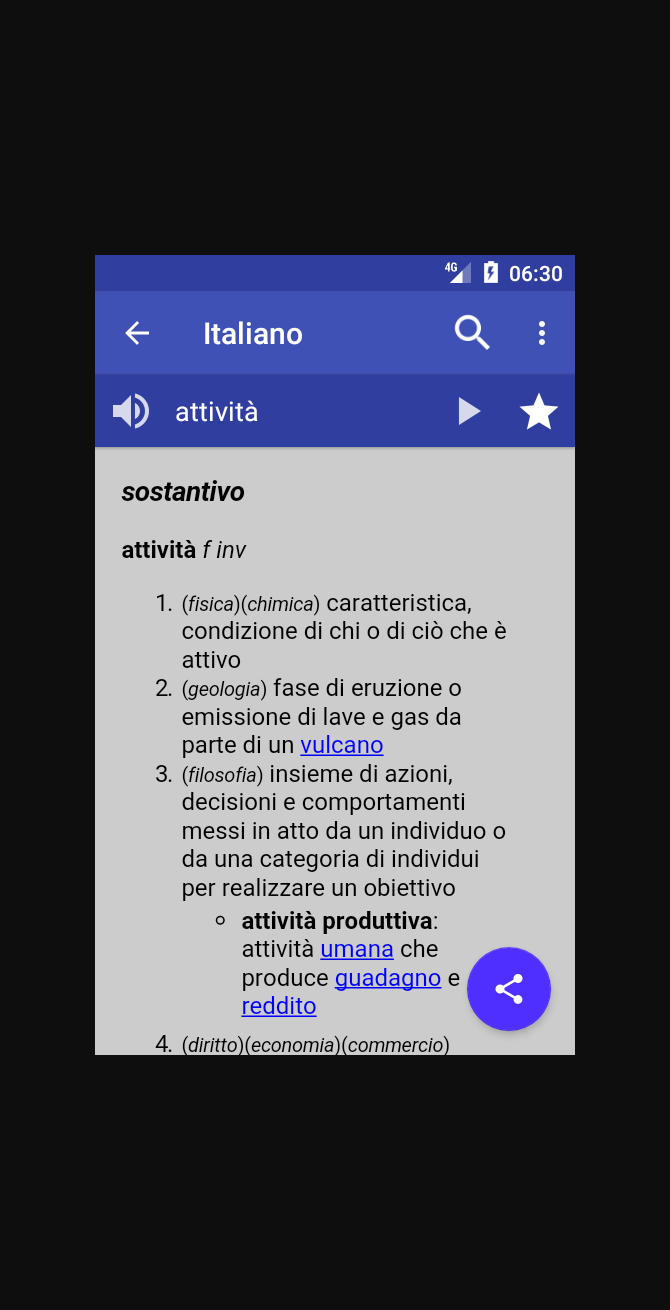 4G 06:30
Italiano
attività
sostantivo
attività f inv
1. (fisica)(chimica) caratteristica,
condizione di chi o di ciò che è
attivo
2. (geologia) fase di eruzione o
emissione di lave e gas da
parte di un vulcano
3. (filosofia) insieme di azioni,
decisioni e comportamenti
messi in atto da un individuo o
da una categoria di individui
per realizzare un obiettivo
attività produttiva:
attività umana che
produce guadagno e
reddito
4. (diritto)(economia)(commercio)